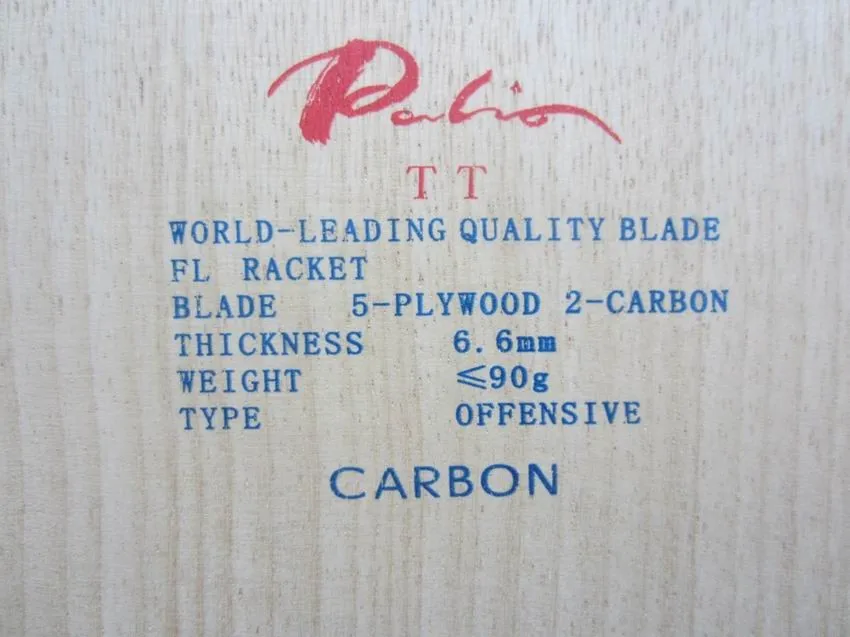 Palio
TT
WORLD-LEADING QUALITY BLADE
FL RACKET
BLADE 5-PLYWOOD 2-CARBON
THICKNESS 6.6mm
WEIGHT ≤90g
TYPE OFFENSIVE
CARBON